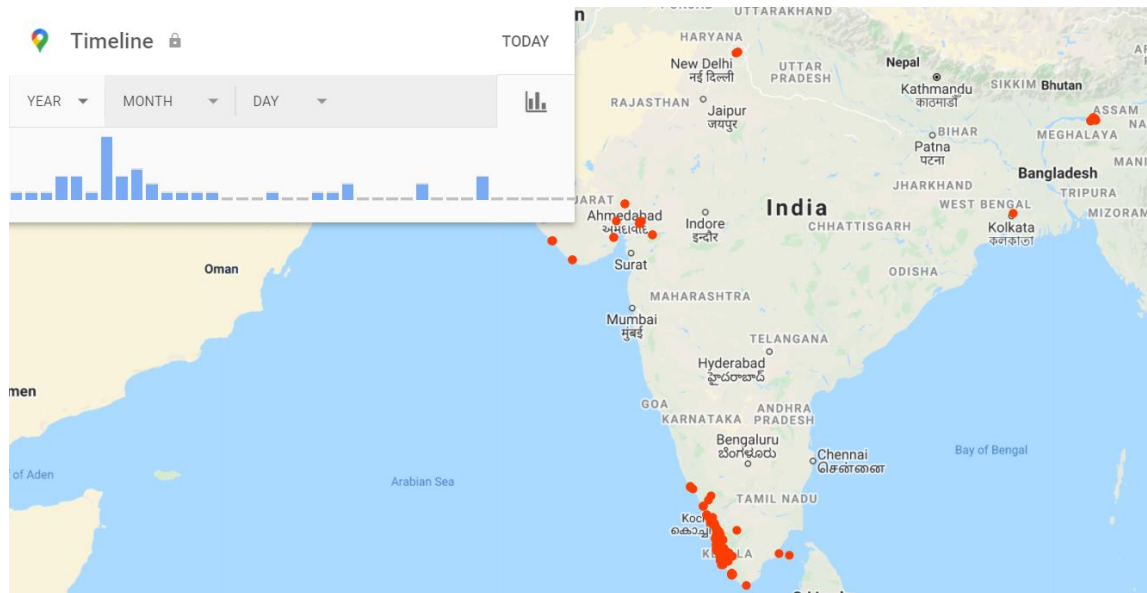 Timeline
TODAY
YEAR
MONTH
DAY
UTTARAKHAND
HARYANA
New Delhi
नई दिल्ली
UTTAR
PRADESH
Nepal
Kathmandu
काठमाडौं
SIKKIM
Bhutan
RAJASTHAN
Jaipur
जयपुर
ASSAM
MEGHALAYA
BIHAR
Patna
पटना
Bangladesh
JHARKHAND
TRIPURA
WEST BENGAL
MIZORAM
Ahmedabad
Indore
इन्दौर
India
CHHATTISGARH
Kolkata
কলকাতা
Surat
Oman
ODISHA
MAHARASHTRA
Mumbai
मुंबई
TELANGANA
Hyderabad
హైదరాబాద్
GOA
KARNATAKA
ANDHRA
PRADESH
Bengaluru
ಬೆಂಗಳೂರು
Chennai
சென்னை
Bay of Bengal
of Aden
Arabian Sea
TAMIL NADU